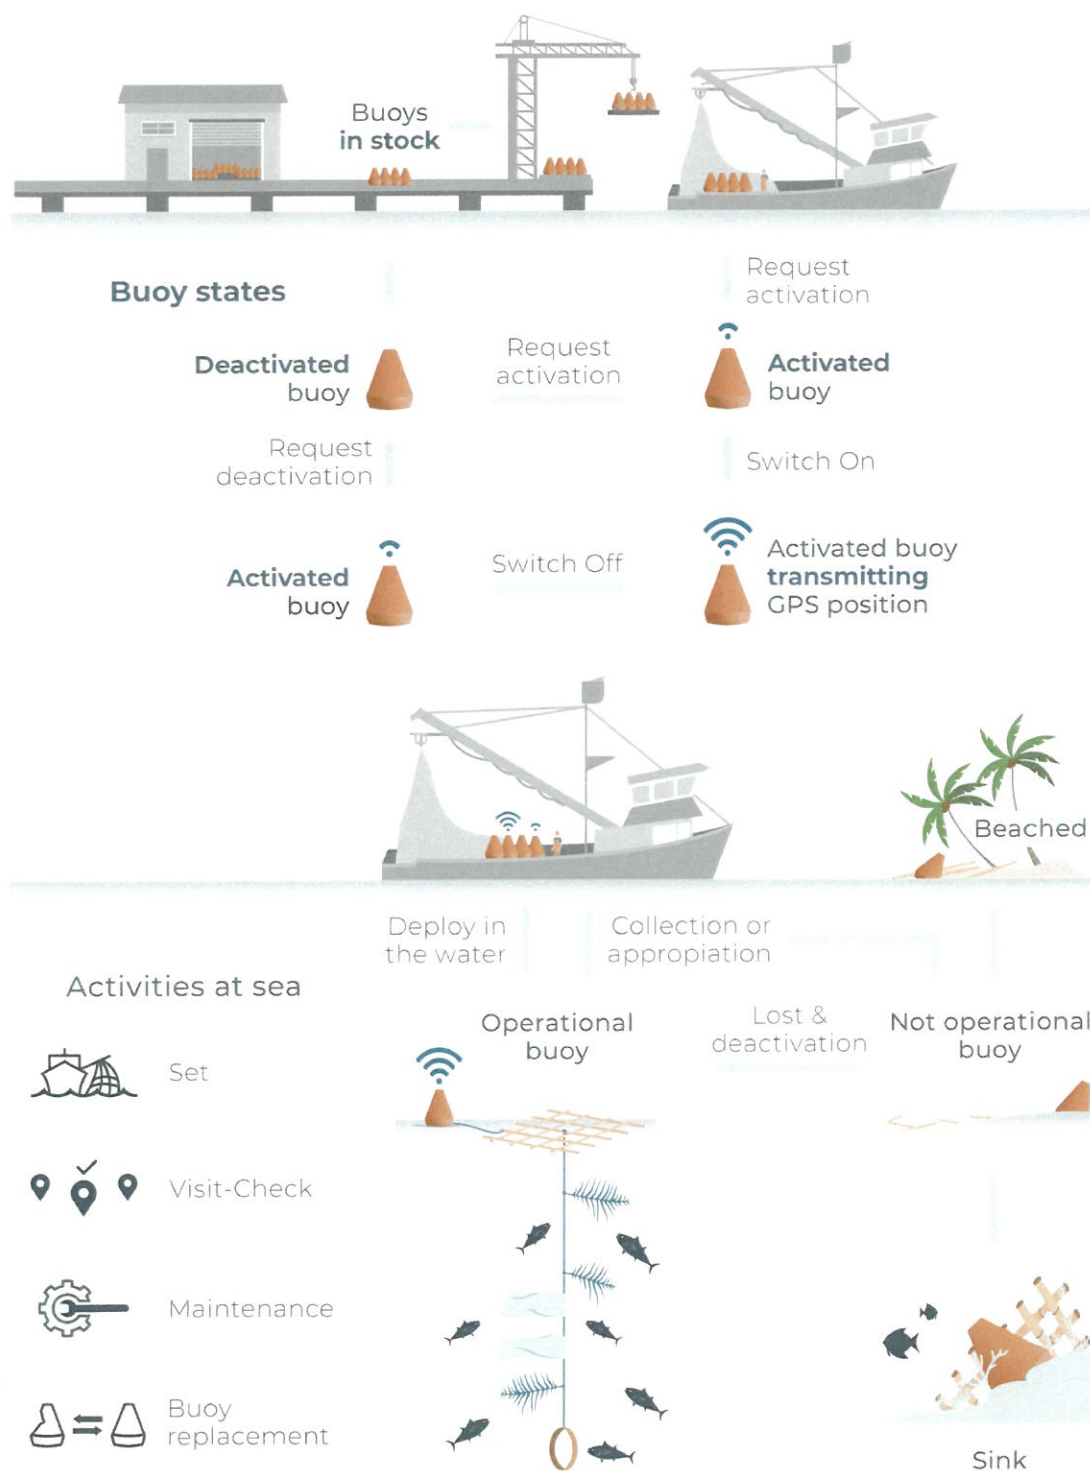 Buoys
in stock
Buoy states
Request
activation
Deactivated
buoy
Request
activation
Activated
buoy
Request
deactivation
Switch On
Activated
buoy
Switch Off
Activated buoy
transmitting
GPS position
Beached
Deploy in
the water
Collection or
appropiation
Activities at sea
Operational
buoy
Lost &
deactivation
Not operational
buoy
Set
Visit-Check
Maintenance
Buoy
replacement
Sink